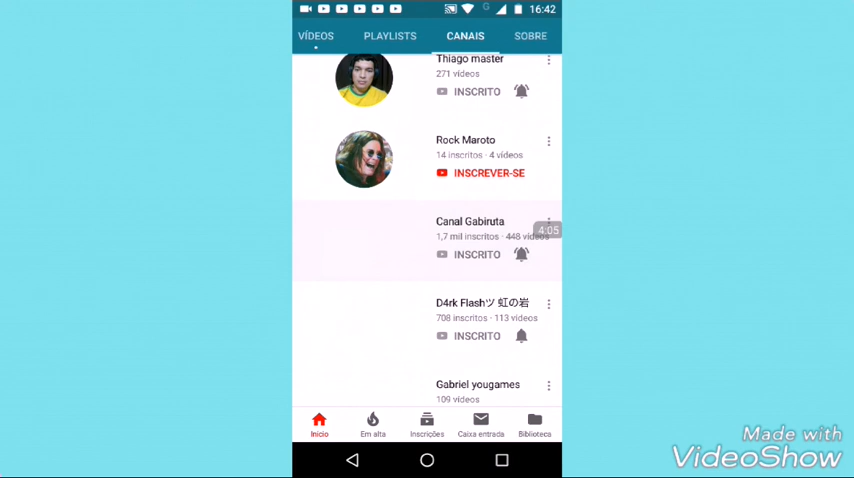 G 16:42
VÍDEOS PLAYLISTS CANAIS SOBRE
Thiago master
271 vídeos
INSCRITO
Rock Maroto
14 inscritos · 4 vídeos
INSCREVER-SE
Canal Gabiruta
1,7 mil inscritos · 448 vídeos
4:05
INSCRITO
D4rk Flashツ 虹の岩
708 inscritos · 113 vídeos
INSCRITO
Gabriel yougames
109 vídeos
Início Em alta Inscrições Caixa entrada Biblioteca
Made with
VideoShow